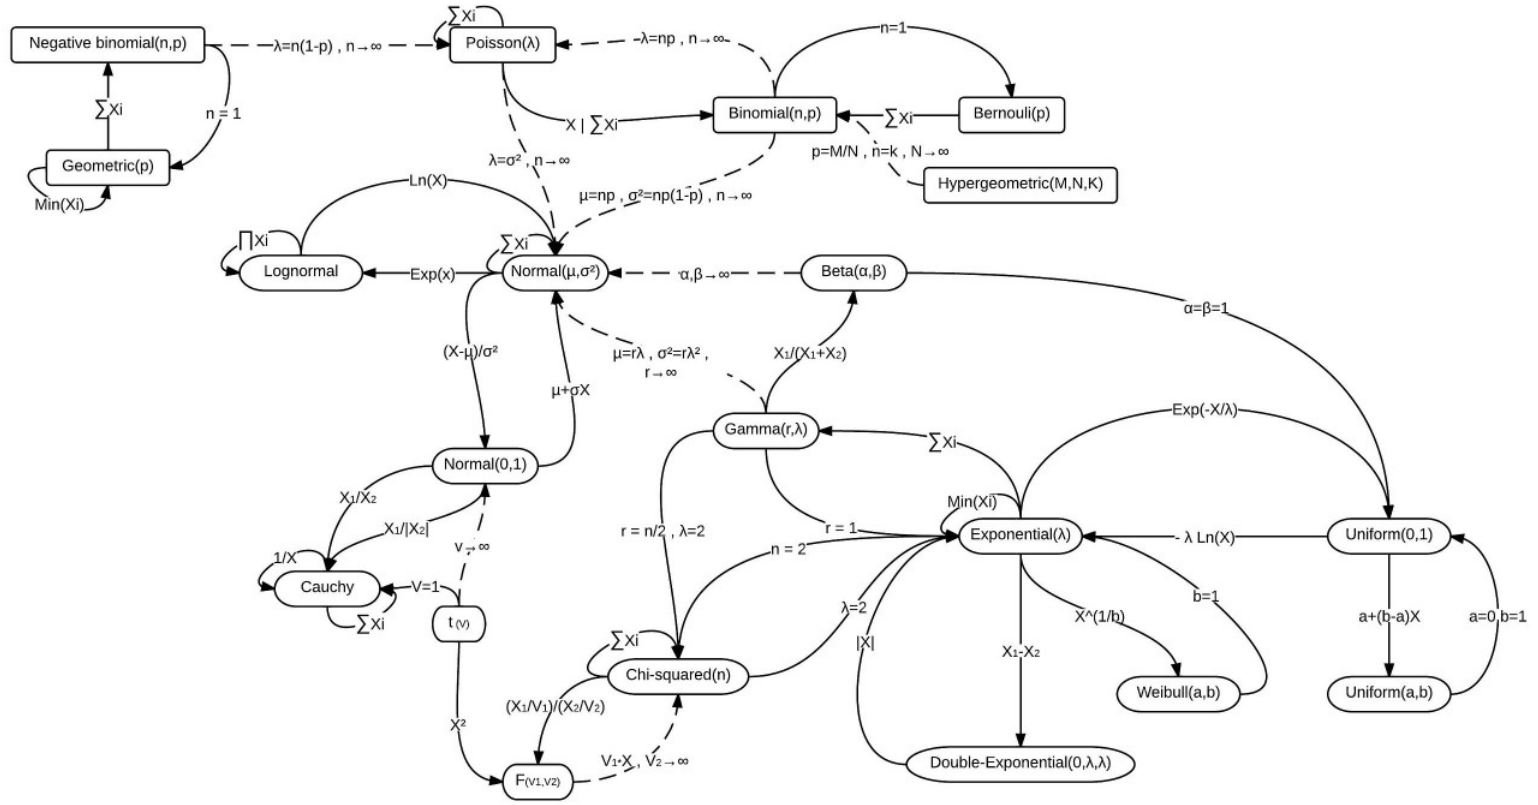 ∑Xi
Negative binomial(n,p)
λ=n(1-p) , n→∞
Poisson(λ)
λ=np , n→∞
n=1
∑Xi
n = 1
X | ∑Xi
Binomial(n,p)
∑Xi
Bernouli(p)
Geometric(p)
λ=σ² , n→∞
p=M/N , n=k , N→∞
Min(Xi)
Ln(X)
μ=np , σ²=np(1-p) , n→∞
Hypergeometric(M,N,K)
∏Xi
∑Xi
Lognormal
Exp(x)
Normal(μ,σ²)
α,β→∞
Beta(α,β)
α=β=1
(X-μ)/σ²
μ=rλ , σ²=rλ² ,
r→∞
X1/(X1+X2)
μ+σX
Exp(-X/λ)
Gamma(r,λ)
∑Xi
Normal(0,1)
X1/X2
X1/|X2|
Min(Xi)
r = n/2 , λ=2
r = 1
Exponential(λ)
- λ Ln(X)
Uniform(0,1)
v→∞
n = 2
1/X
Cauchy
V=1
∑Xi
t (V)
λ=2
b=1
X^(1/b)
a+(b-a)X
a=0,b=1
∑Xi
|X|
X1-X2
Chi-squared(n)
Weibull(a,b)
Uniform(a,b)
(X1/V1)/(X2/V2)
X²
V1*X , V2→∞
Double-Exponential(0,λ,λ)
F(V1,V2)